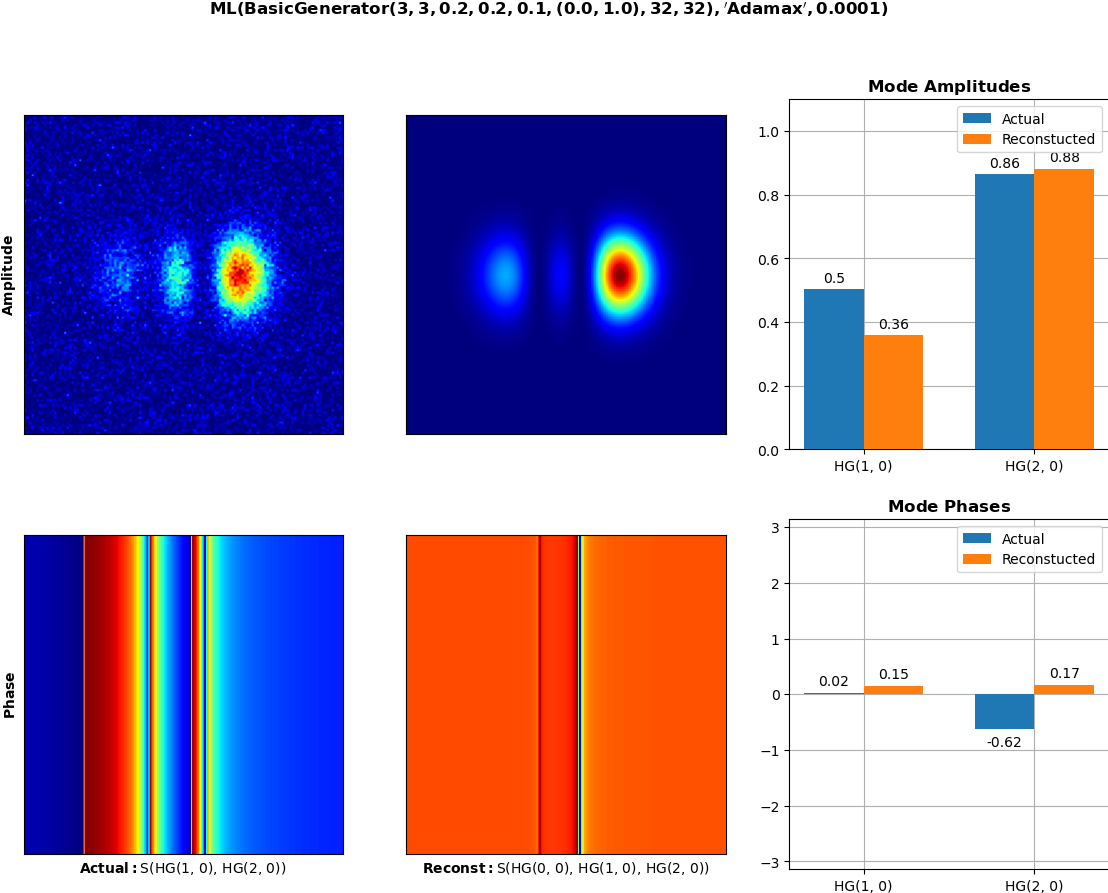 ML(BasicGenerator(3, 3, 0.2, 0.2, 0.1, (0.0, 1.0), 32, 32), ′Adamax′, 0.0001)
Mode Amplitudes
Amplitude
1.0
0.8
0.6
0.4
0.2
0.0
Actual
Reconstucted
0.5
0.36
0.86
0.88
HG(1, 0)
HG(2, 0)
Mode Phases
Phase
3
2
1
0
−1
−2
−3
Actual
Reconstucted
0.02
0.15
-0.62
0.17
HG(1, 0)
HG(2, 0)
Actual: S(HG(1, 0), HG(2, 0))
Reconst: S(HG(0, 0), HG(1, 0), HG(2, 0))